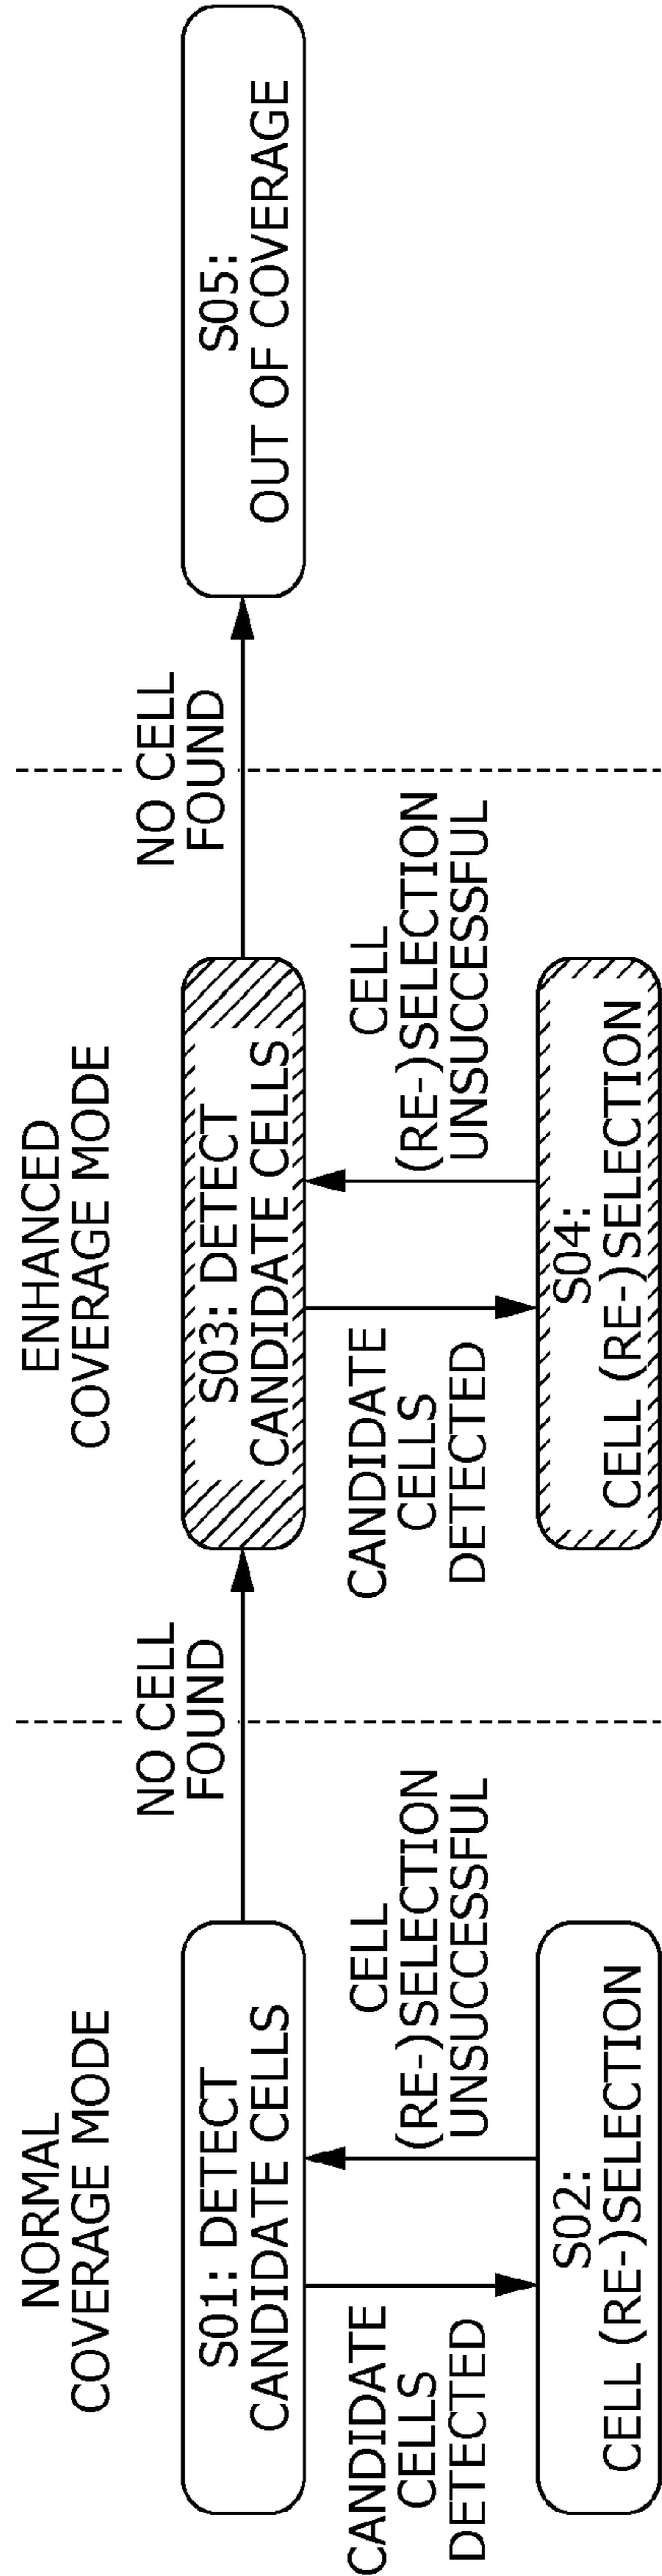 NORMAL
COVERAGE MODE
S01: DETECT
CANDIDATE CELLS
CANDIDATE
CELLS
DETECTED
CELL
(RE-)SELECTION
UNSUCCESSFUL
S02:
CELL (RE-)SELECTION
NO CELL
FOUND
ENHANCED
COVERAGE MODE
S03: DETECT
CANDIDATE CELLS
CANDIDATE
CELLS
DETECTED
CELL
(RE-)SELECTION
UNSUCCESSFUL
S04:
CELL (RE-)SELECTION
NO CELL
FOUND
S05:
OUT OF COVERAGE